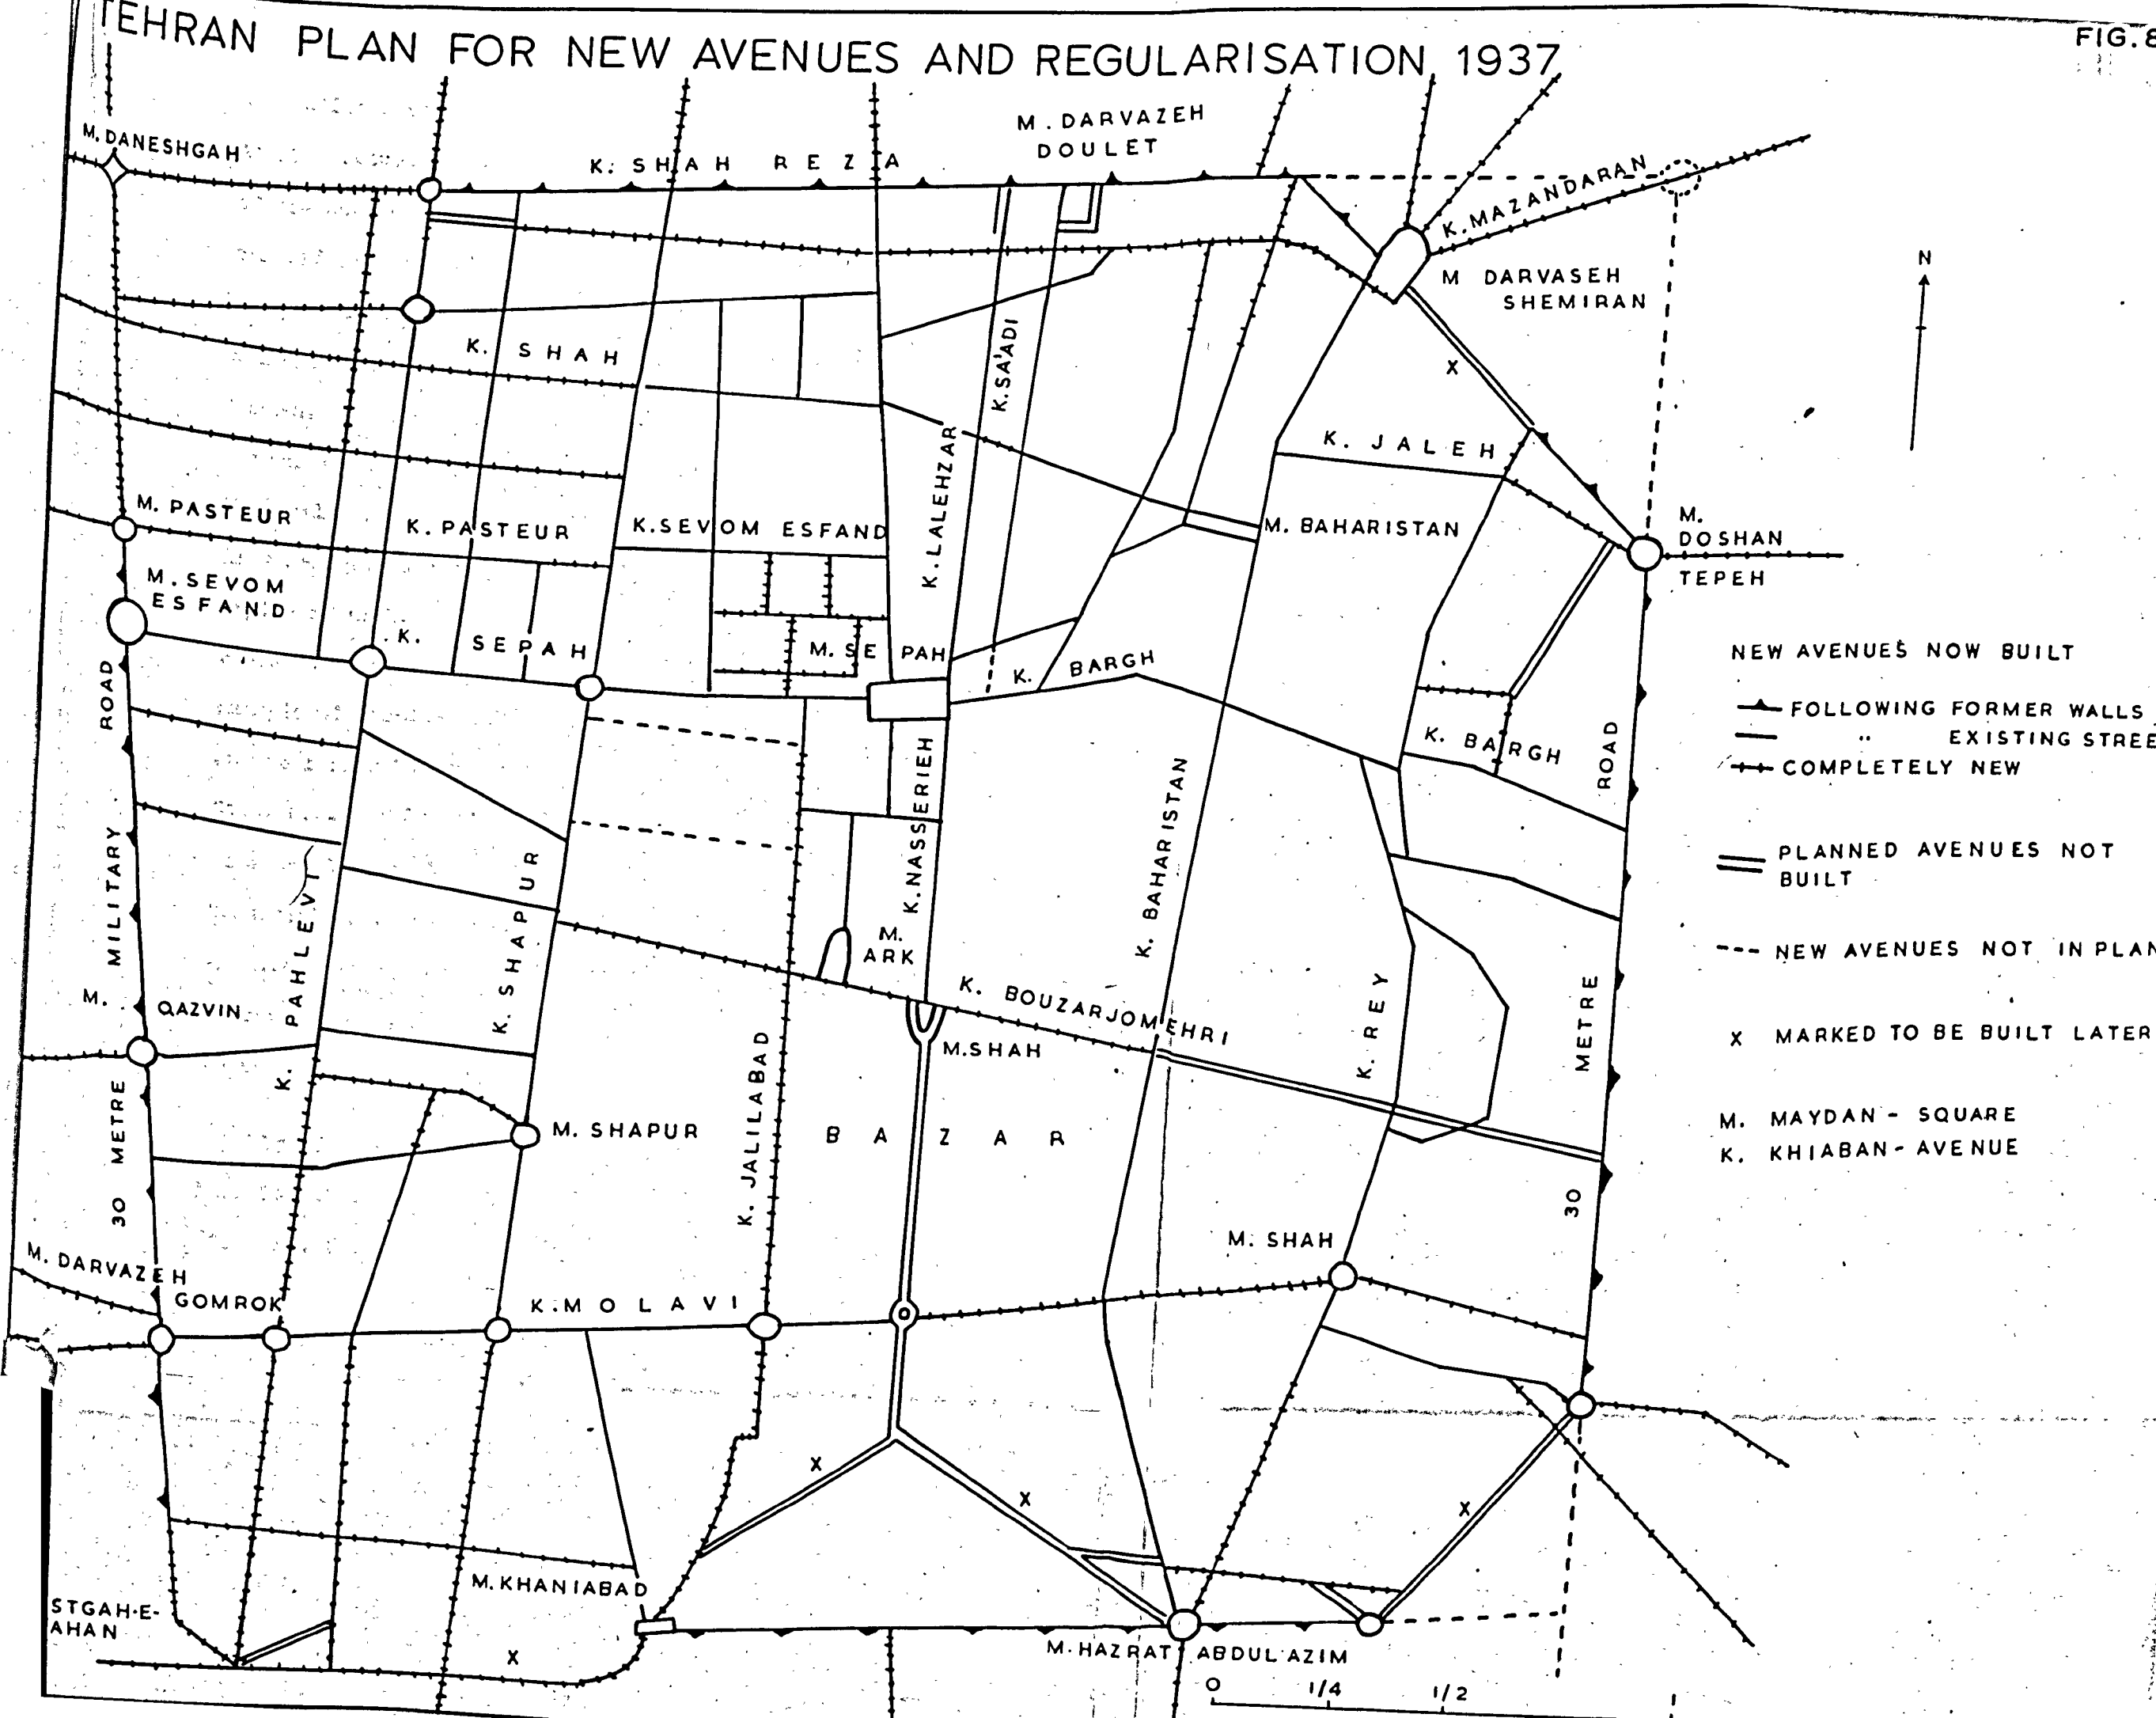 TEHRAN PLAN FOR NEW AVENUES AND REGULARISATION, 1937
FIG. 8
M. DANESHGAH
K. SHAH REZA
M. DARVAZEH
DOULET
K. MAZANDARAN
M DARVASEH
SHEMIRAN
N
K. SHAH
K. SA'ADI
X
K. LALEHZAR
K. JALEH
M. PASTEUR
K. PASTEUR
K. SEVOM ESFAND
M. BAHARISTAN
M.
DOSHAN
TEPEH
M. SEVOM
ESFAND
K. SEPAH
M. SEPAH
K. BARGH
K. BARGH
NEW AVENUES NOW BUILT
FOLLOWING FORMER WALLS
" EXISTING STREE
COMPLETELY NEW
PLANNED AVENUES NOT
BUILT
NEW AVENUES NOT IN PLAN
X MARKED TO BE BUILT LATER
M. MAYDAN - SQUARE
K. KHIABAN - AVENUE
30 METRE MILITARY ROAD
K. PAHLEVI
K. SHAPUR
K. NASSERIEH
K. BAHARISTAN
K. REY
30 METRE ROAD
M.
ARK
M. QAZVIN
K. BOUZARJOMEHRI
M. SHAH
K. JALILABAD
M. SHAPUR
BAZAR
M. SHAH
M. DARVAZEH
GOMROK
K. MOLAVI
X
X
X
M. KHANIABAD
STGAH-E-
AHAN
X
M. HAZRAT ABDUL AZIM
0 1/4 1/2